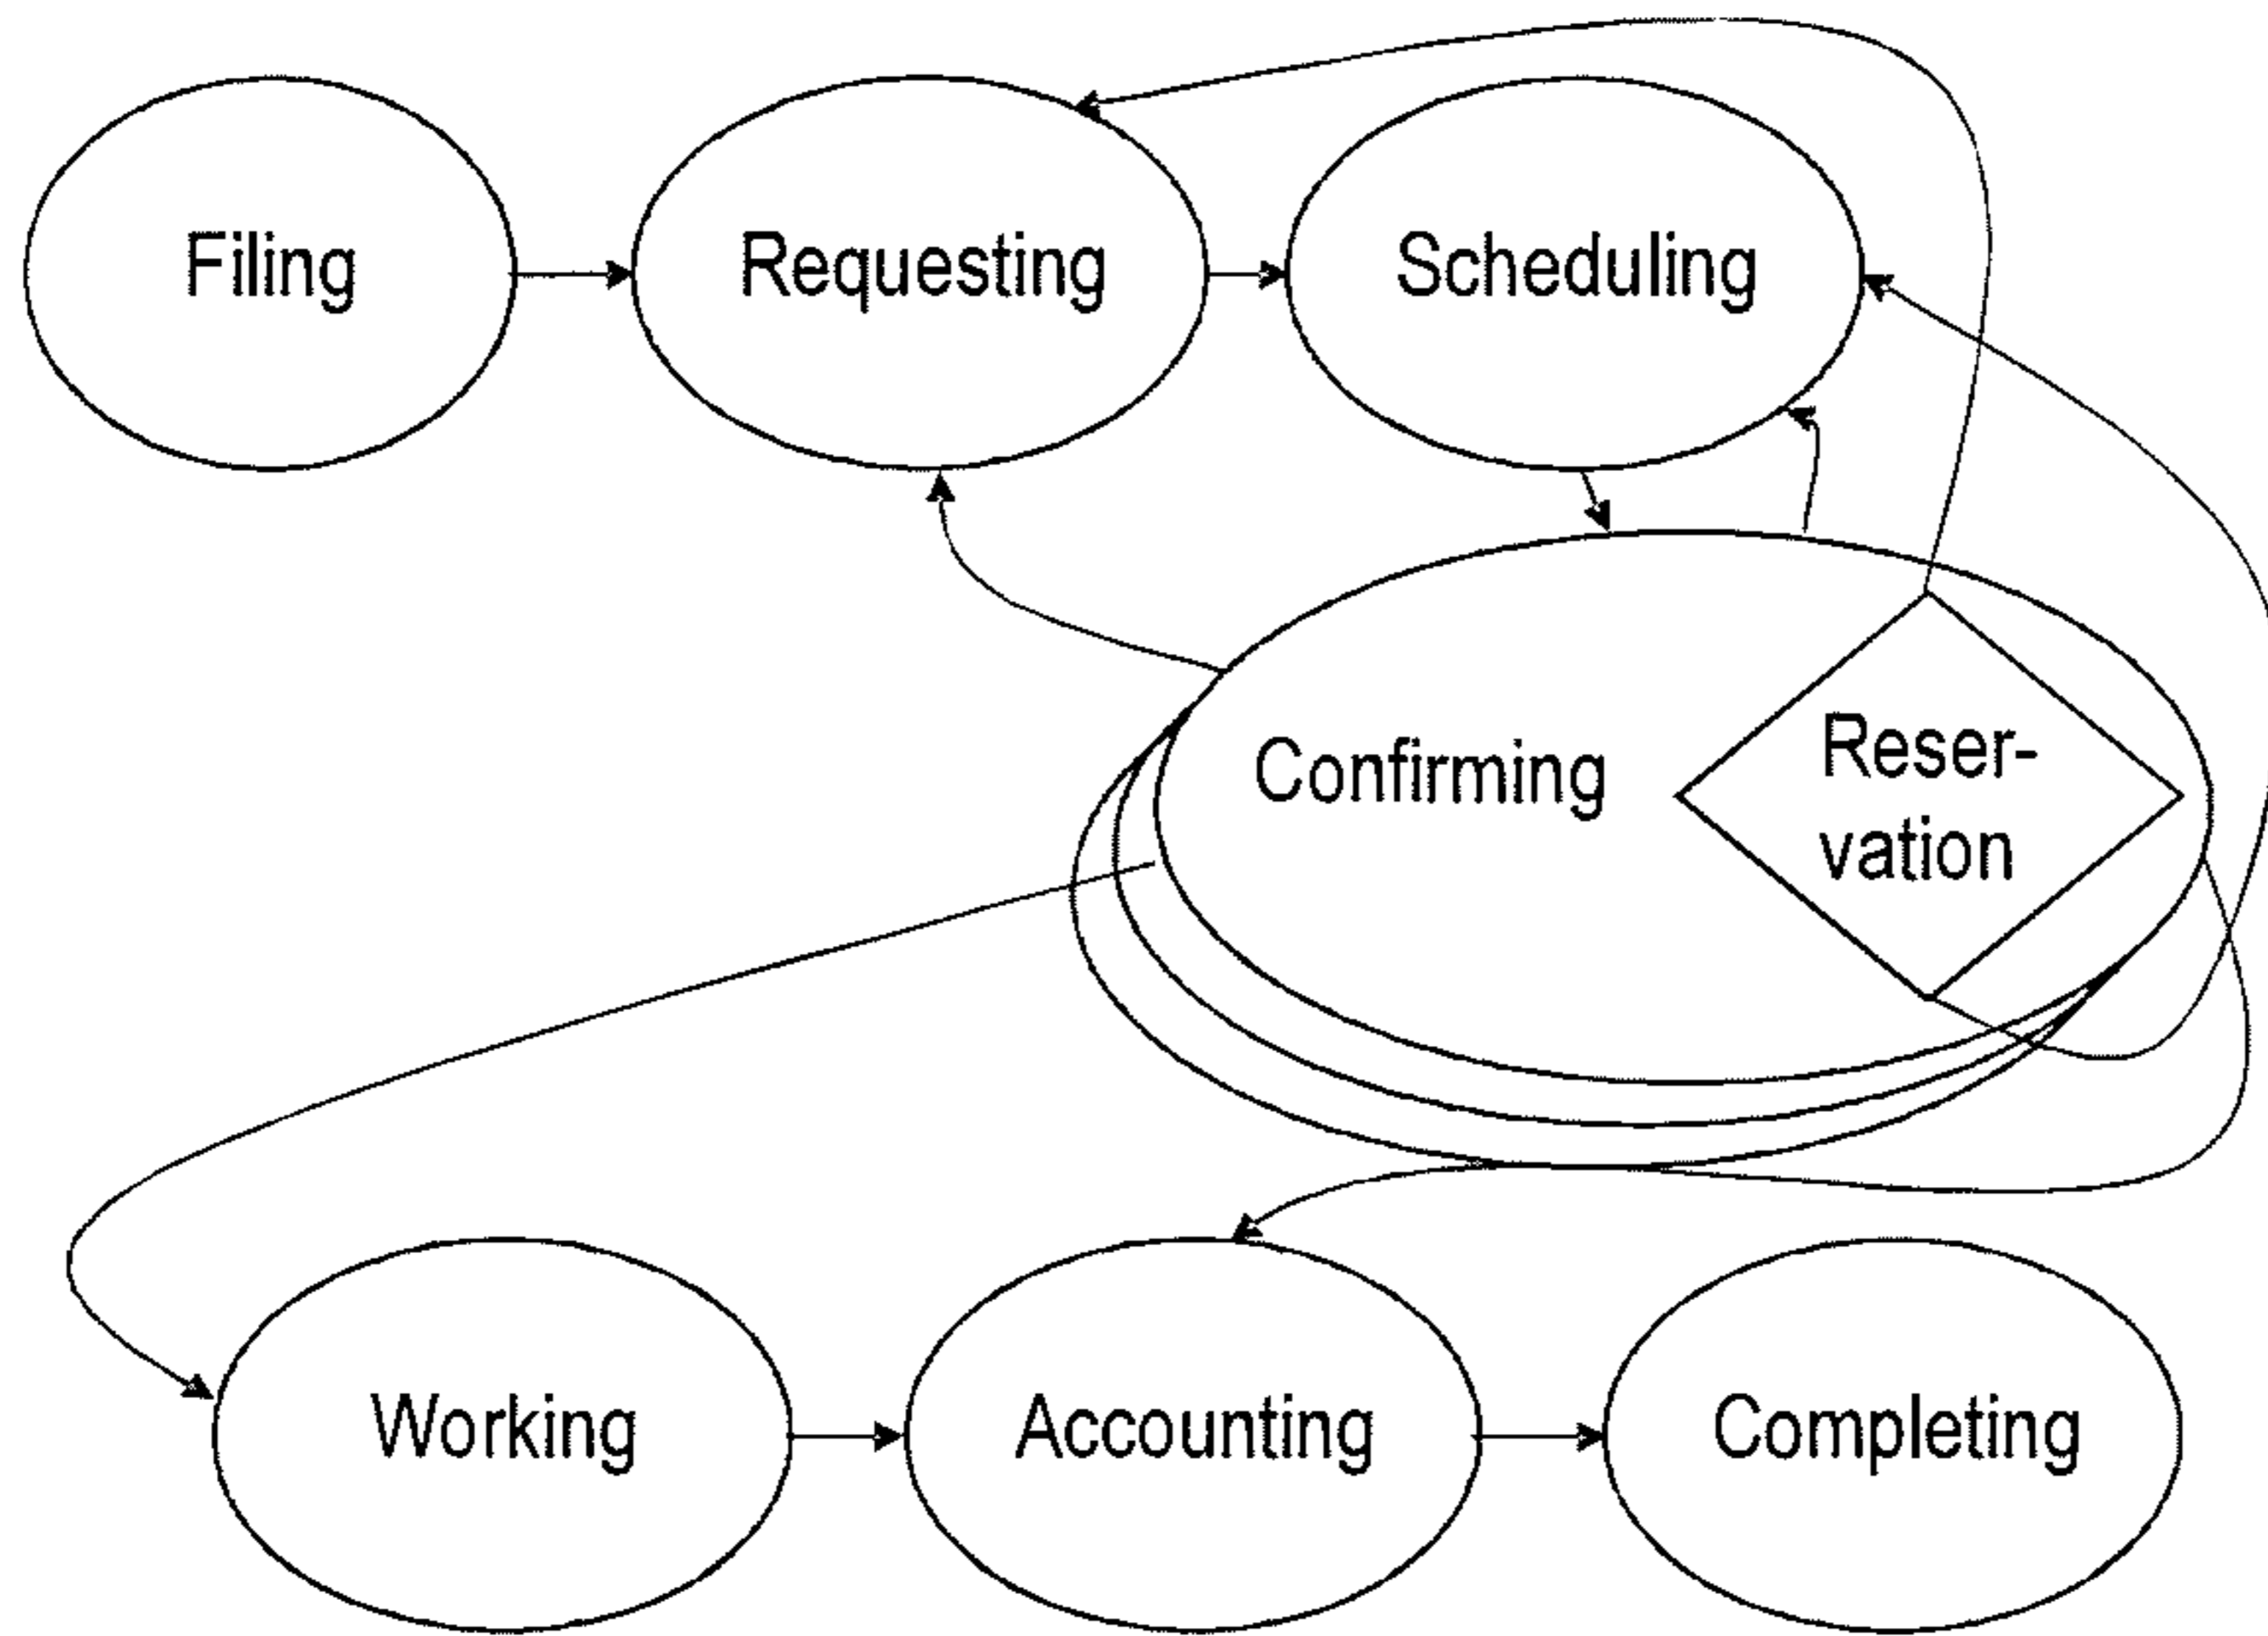 Filing
Requesting
Scheduling
Confirming
Reser-
vation
Working
Accounting
Completing